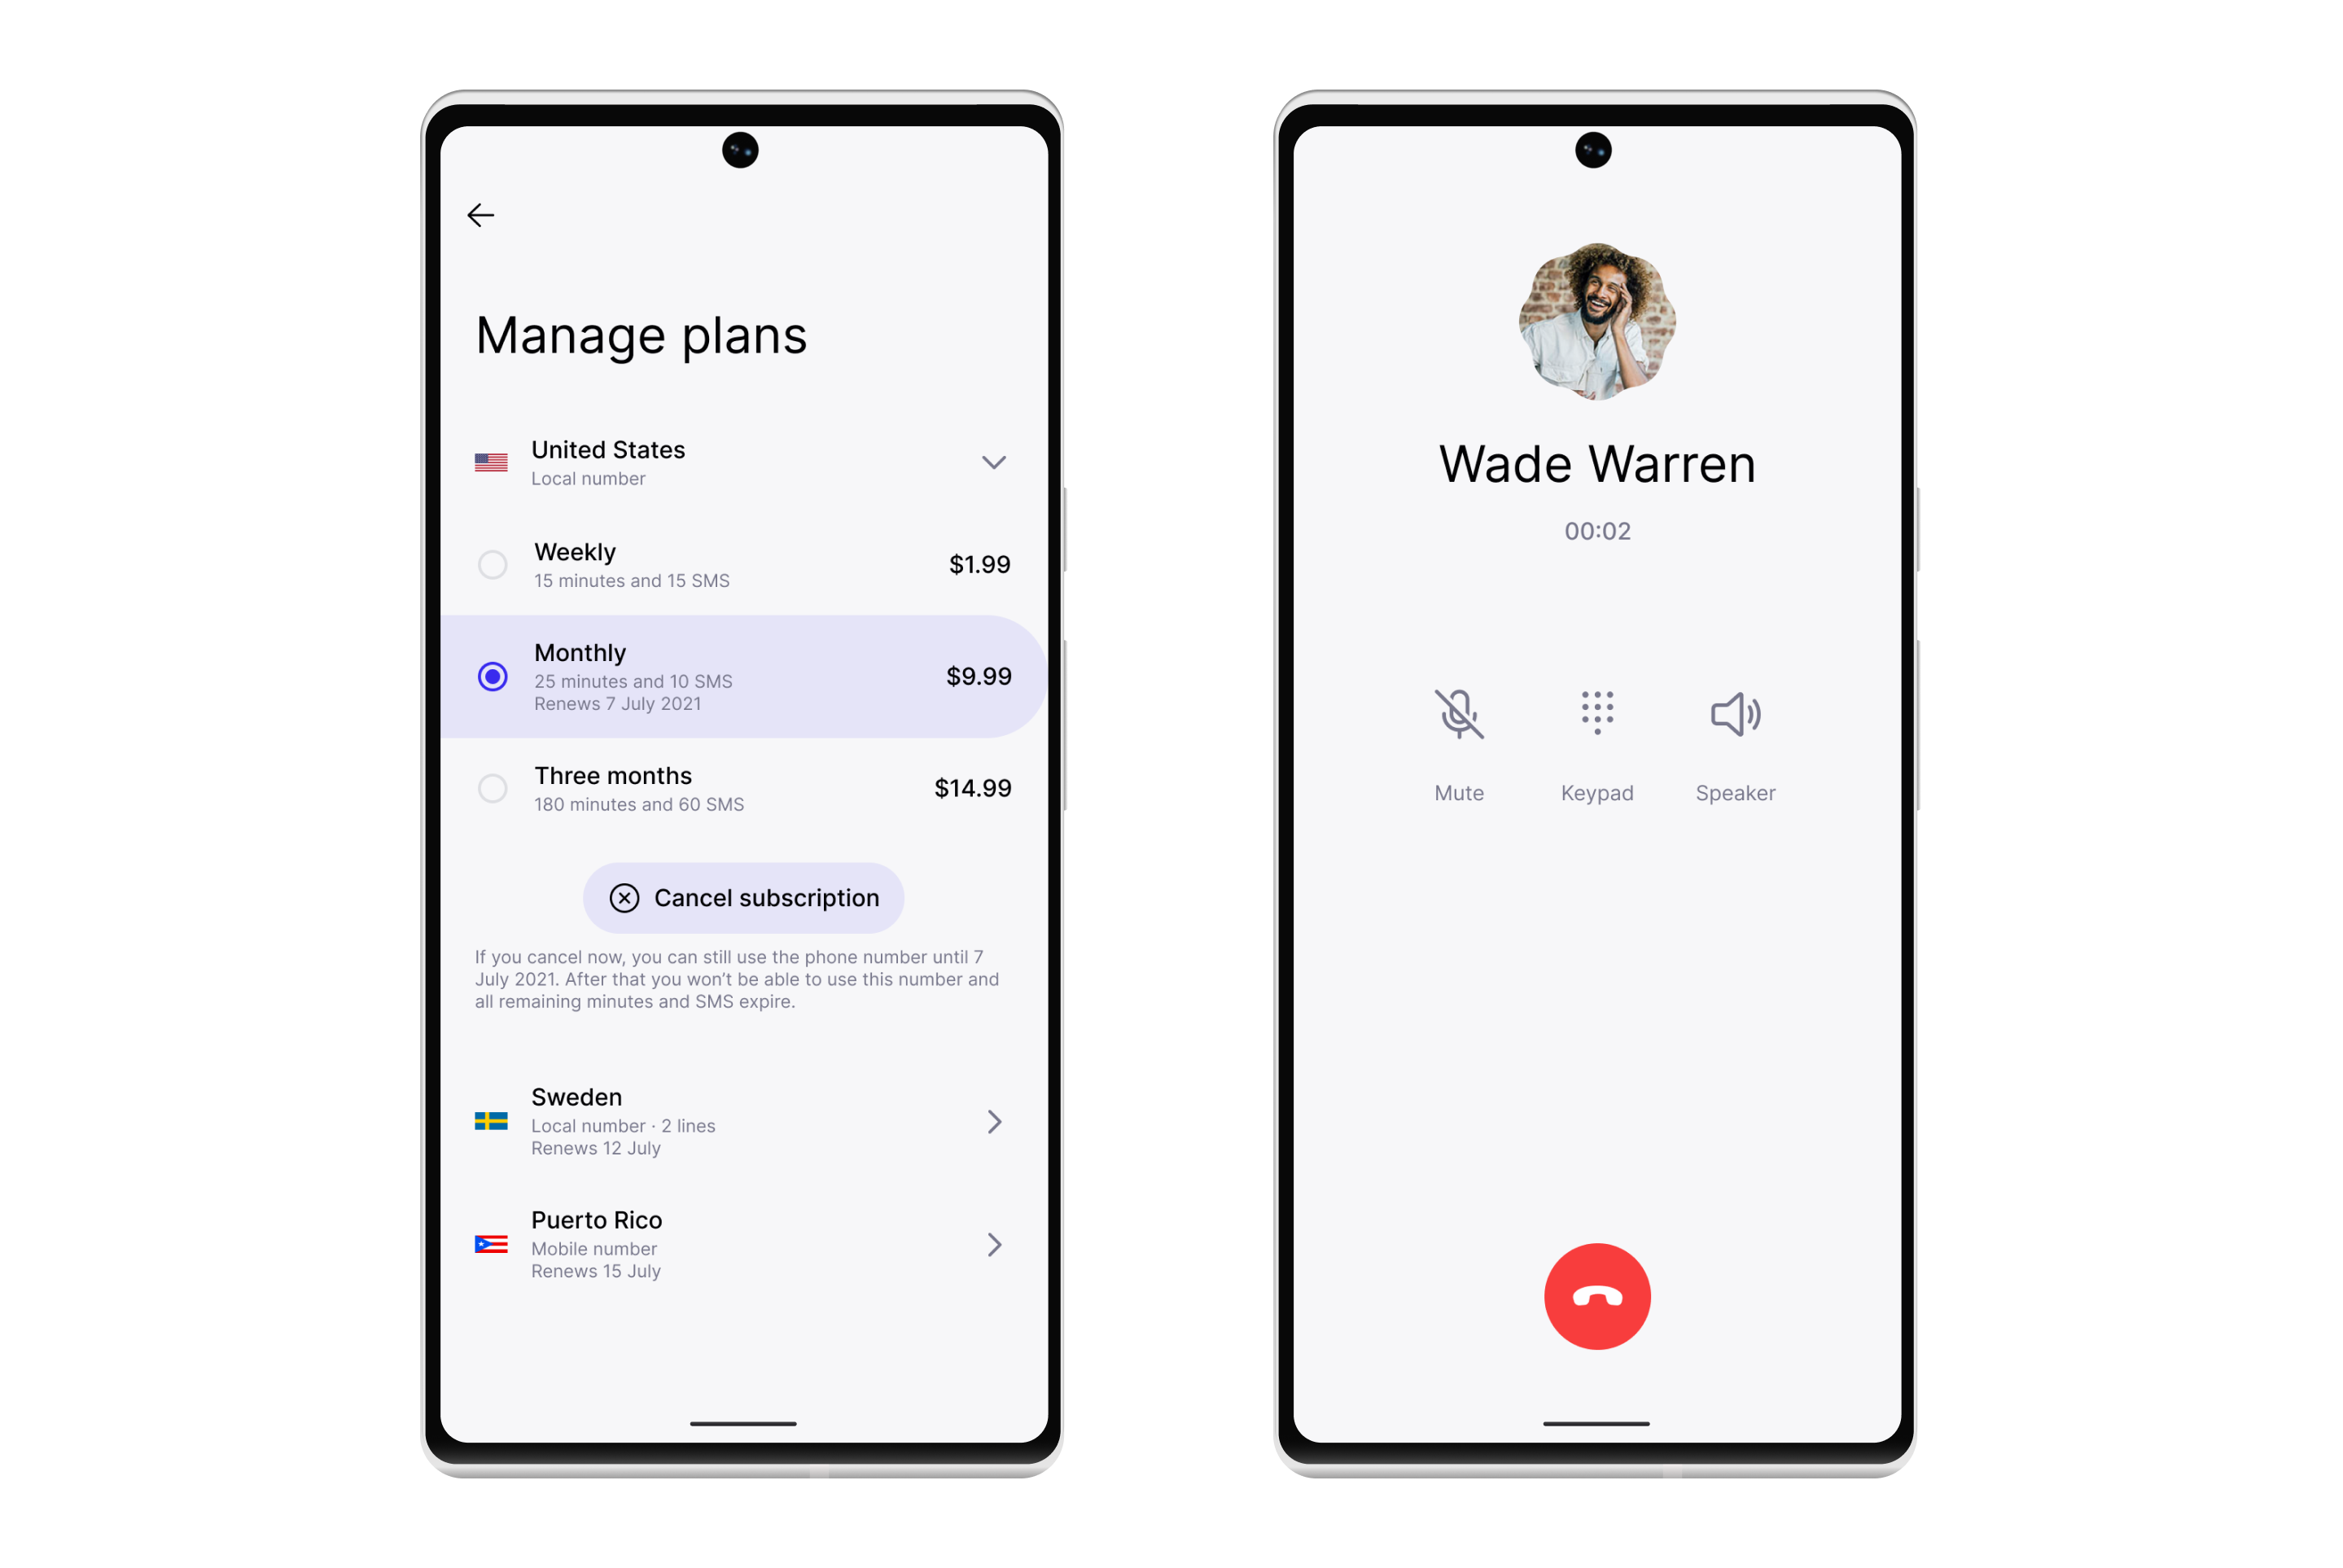 Manage plans
United States
Local number
Weekly
15 minutes and 15 SMS
$1.99
Monthly
25 minutes and 10 SMS
Renews 7 July 2021
$9.99
Three months
180 minutes and 60 SMS
$14.99
Cancel subscription
If you cancel now, you can still use the phone number until 7
July 2021. After that you won’t be able to use this number and
all remaining minutes and SMS expire.
Sweden
Local number · 2 lines
Renews 12 July
Puerto Rico
Mobile number
Renews 15 July
Wade Warren
00:02
Mute
Keypad
Speaker